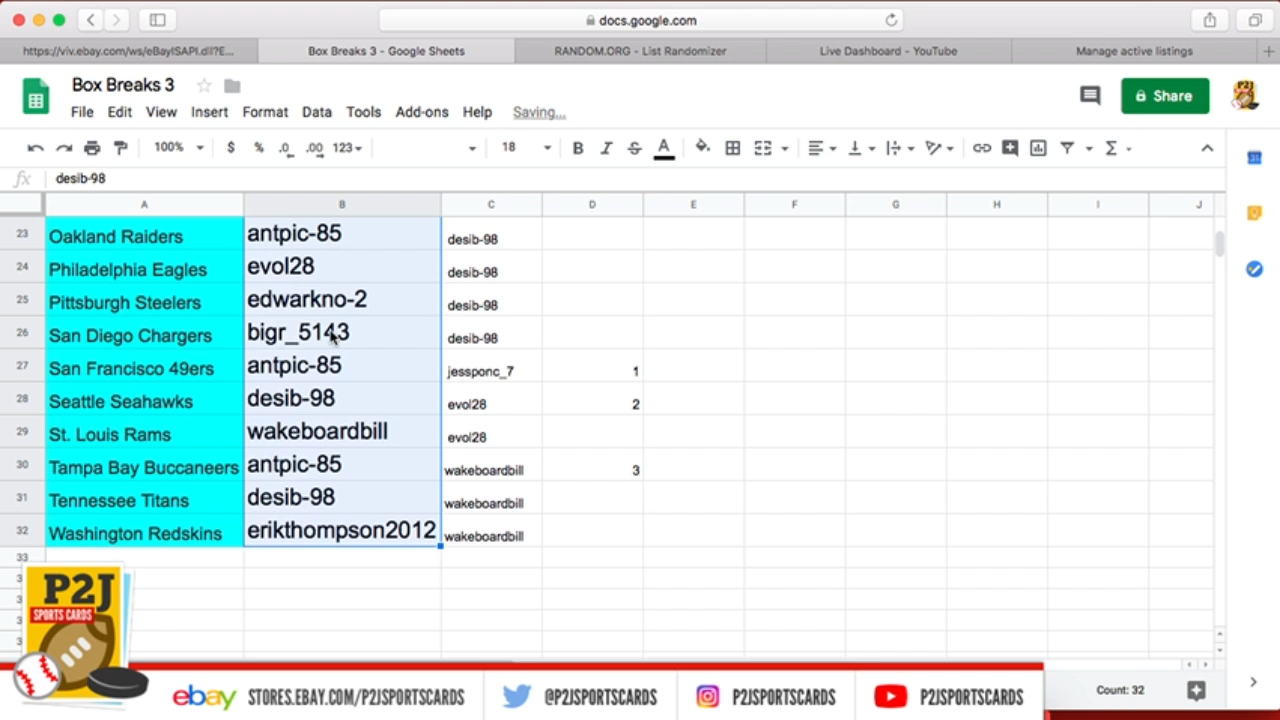 docs.google.com
https://viv.ebay.com/ws/eBayISAPI.dll?E... Box Breaks 3 - Google Sheets RANDOM.ORG - List Randomizer Live Dashboard - YouTube Manage active listings
Box Breaks 3
File Edit View Insert Format Data Tools Add-ons Help Saving...
Share
100% $ % .0 .00 123 18 B I S A Σ
fx desib-98
A B C D E F G H I J
23 Oakland Raiders antpic-85 desib-98
24 Philadelphia Eagles evol28 desib-98
25 Pittsburgh Steelers edwarkno-2 desib-98
26 San Diego Chargers bigr_5143 desib-98
27 San Francisco 49ers antpic-85 jessponc_7 1
28 Seattle Seahawks desib-98 evol28 2
29 St. Louis Rams wakeboardbill evol28
30 Tampa Bay Buccaneers antpic-85 wakeboardbill 3
31 Tennessee Titans desib-98 wakeboardbill
32 Washington Redskins erikthompson2012 wakeboardbill
33
P2J
SPORTS CARDS
ebay STORES.EBAY.COM/P2JSPORTSCARDS @P2JSPORTSCARDS P2JSPORTSCARDS P2JSPORTSCARDS
Count: 32